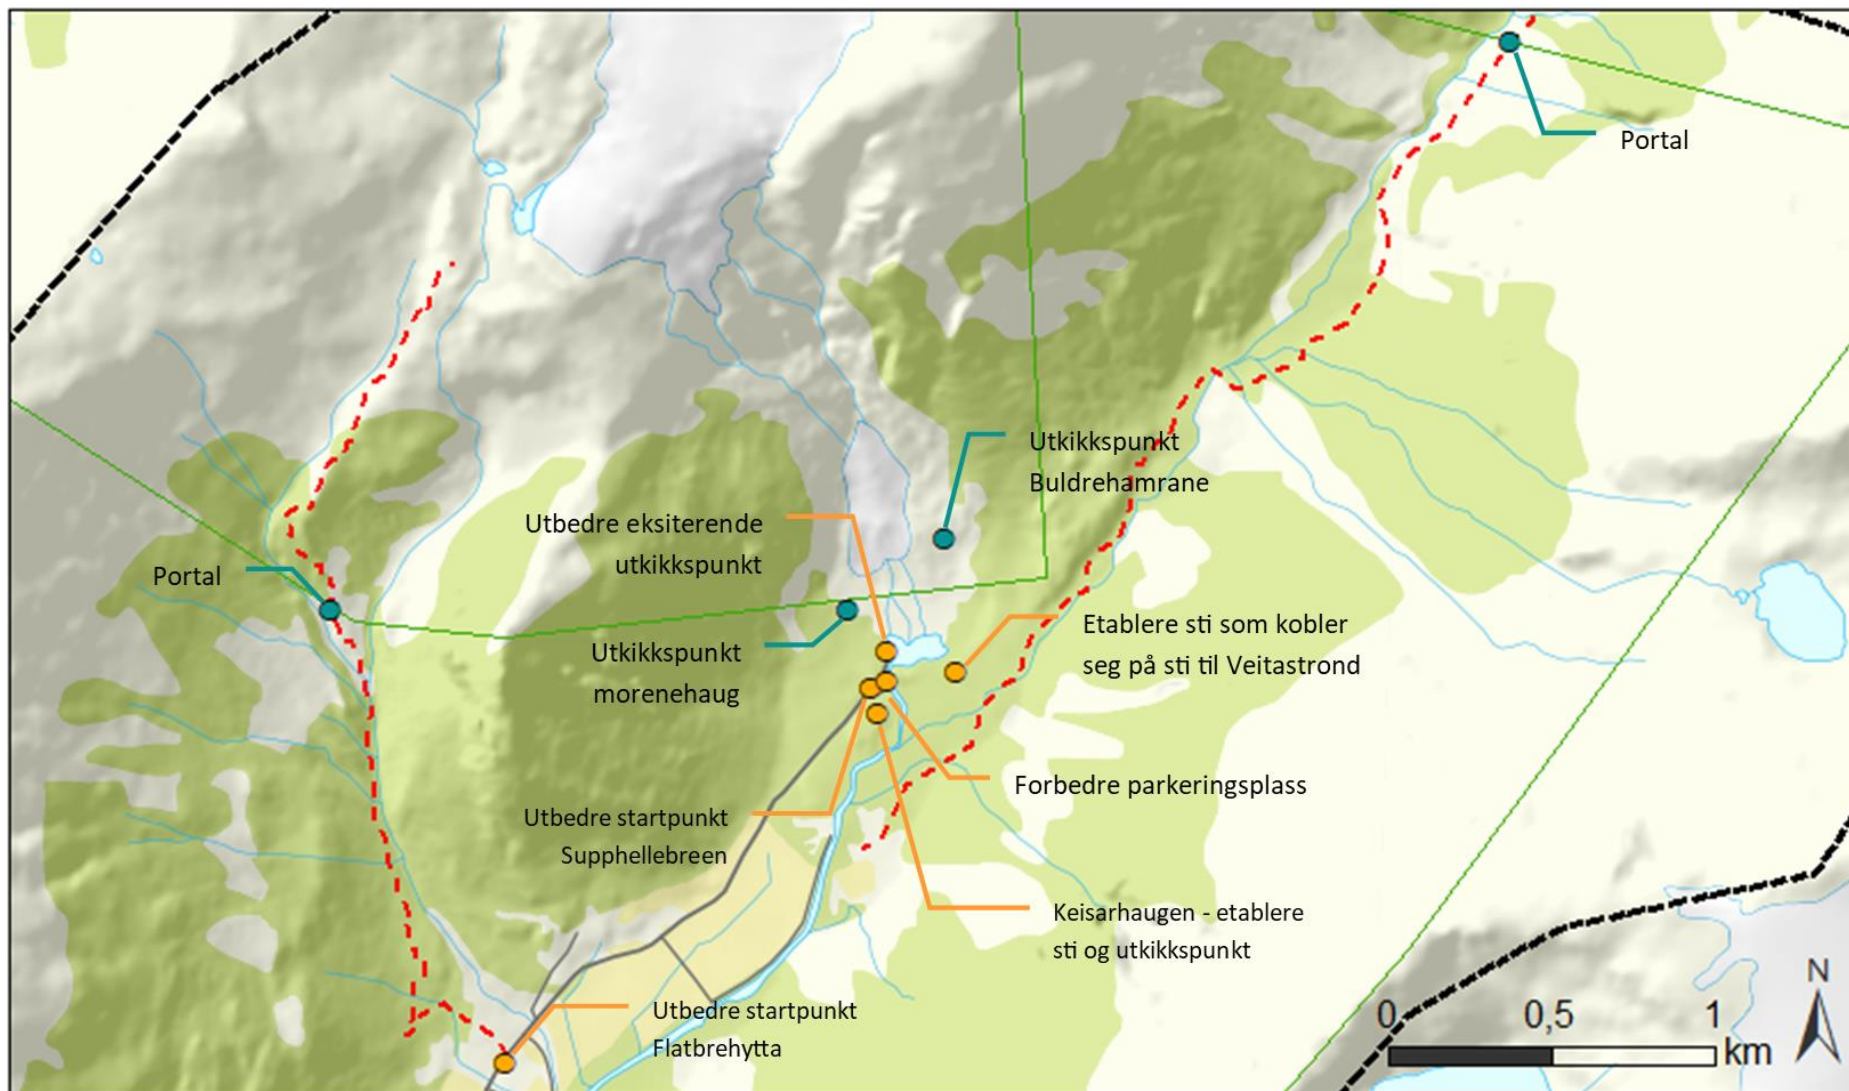 Portal
Utkikkspunkt
Buldrehamrane
Utbedre eksiterende
utkikkspunkt
Portal
Etablere sti som kobler
seg på sti til Veitastrond
Utkikkspunkt
morenehaug
Forbedre parkeringsplass
Utbedre startpunkt
Supphellebreen
Keisarhaugen - etablere
sti og utkikkspunkt
Utbedre startpunkt
Flatbrehytta
N
0 0,5 1
km